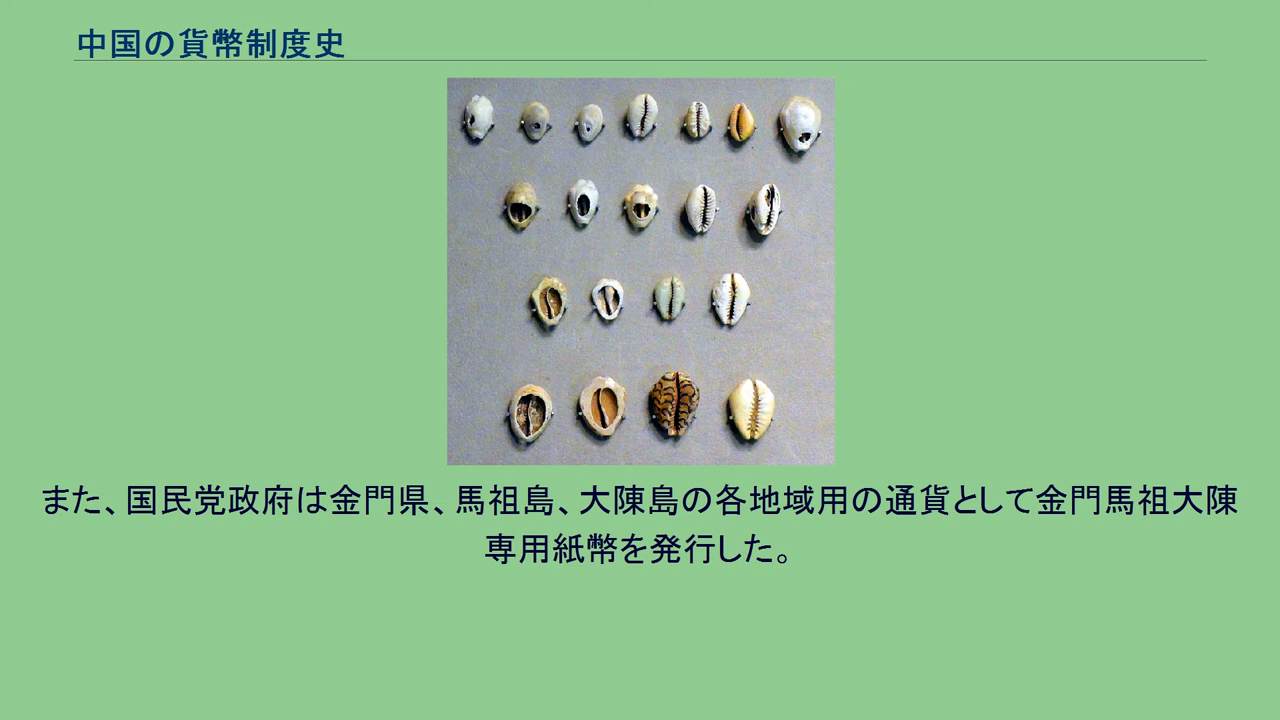 中国の貨幣制度史
また、国民党政府は金門県、馬祖島、大陳島の各地域用の通貨として金門馬祖大陳
専用紙幣を発行した。